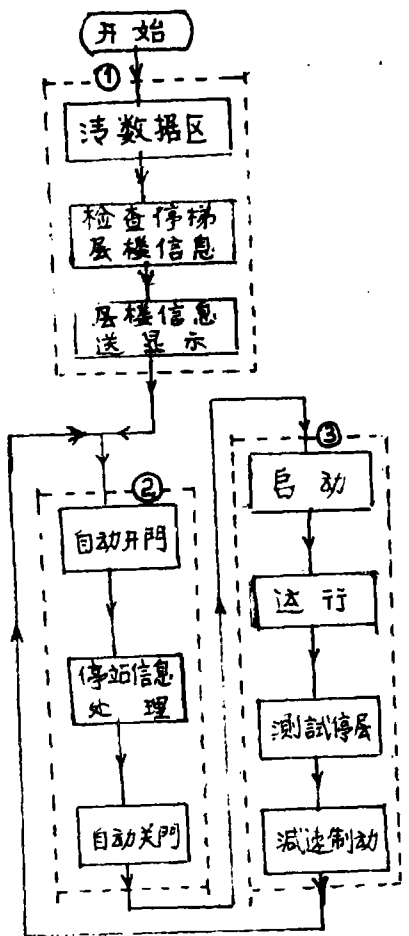 开始
①
清数据区
检查停梯
层楼信息
层楼信息
送显示
②
自动开門
停站信息
处理
自动关門
③
启动
运行
測試停层
減速制动